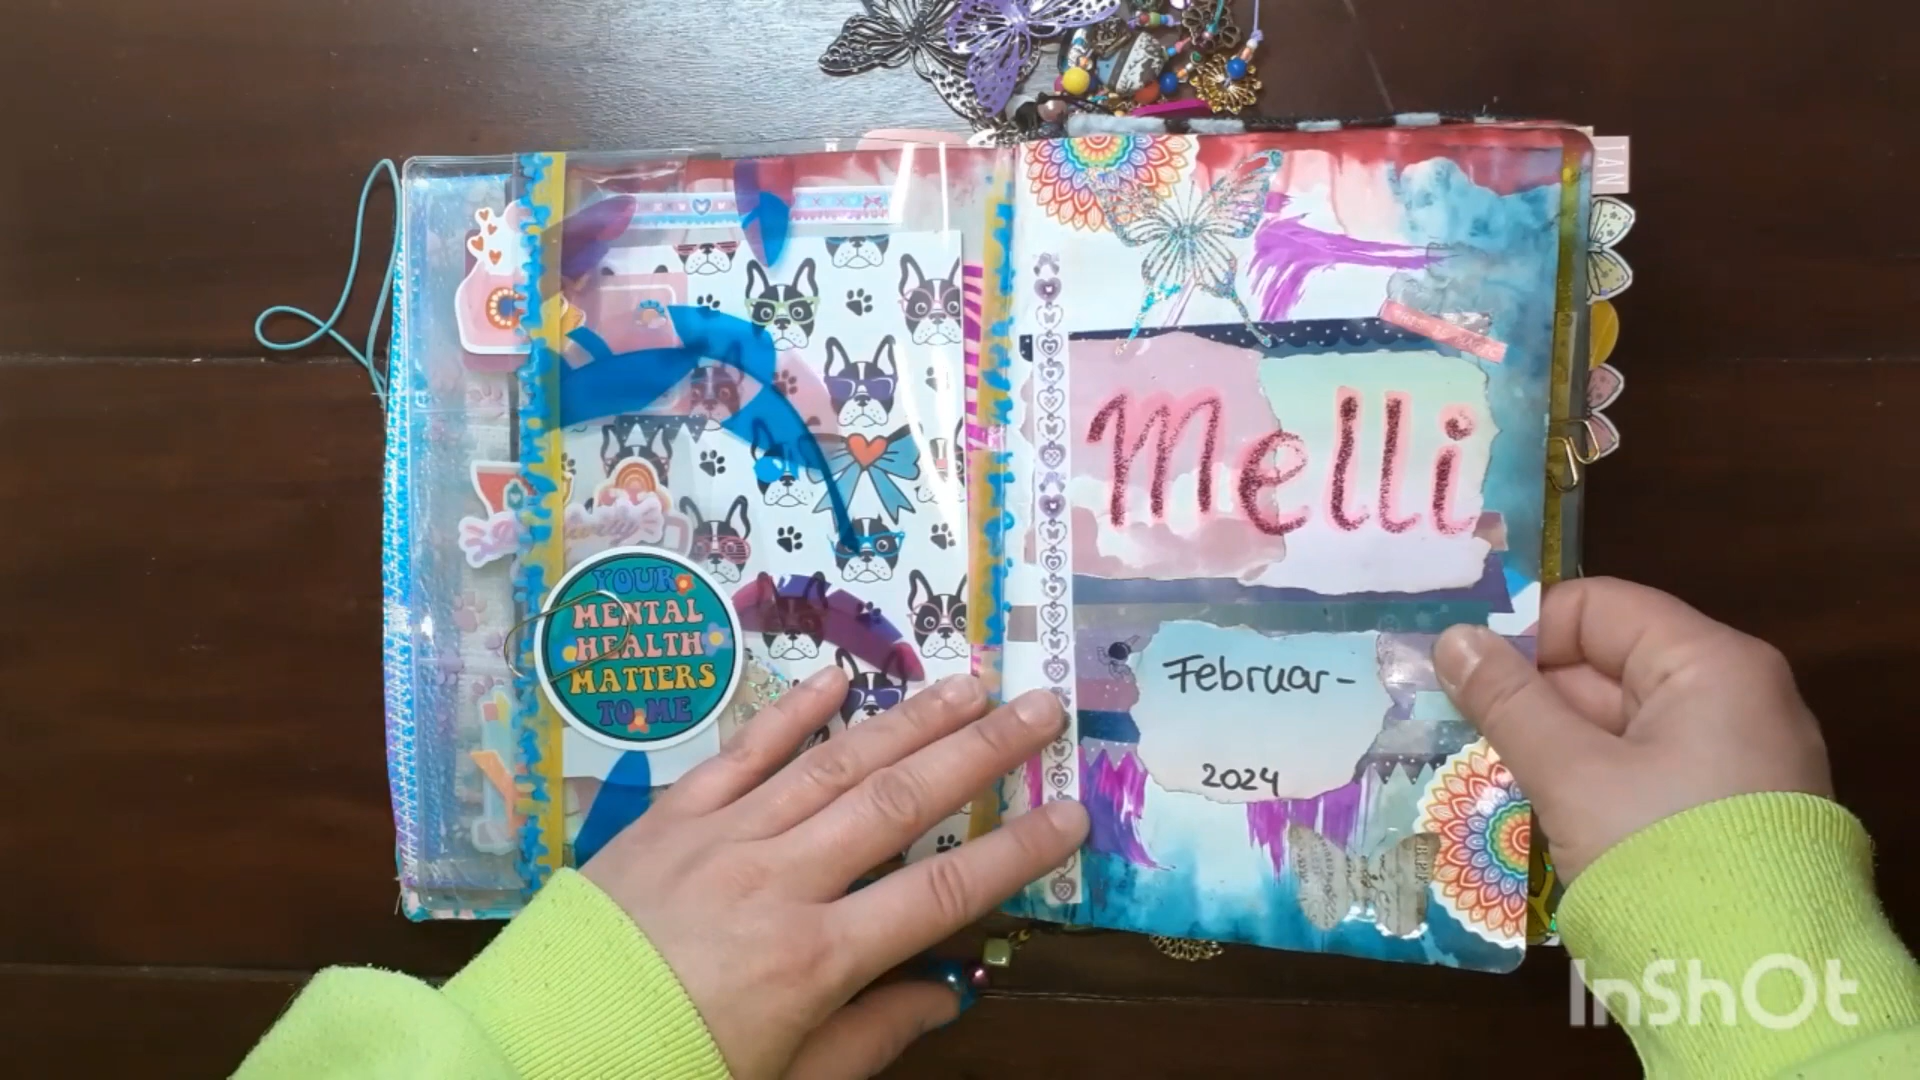 YOUR
MENTAL
HEALTH
MATTERS
TO ME
Melli
Februar-
2024
InShOt